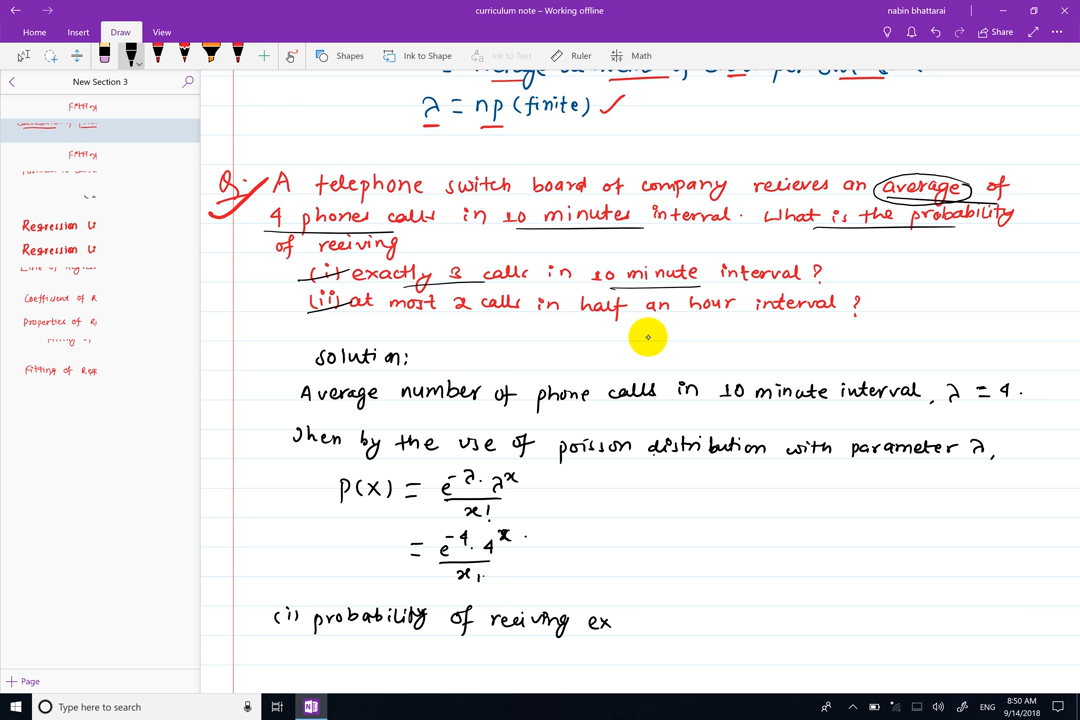 curriculum note – Working offline
nabin bhattarai
Home Insert Draw View
Share
Shapes Ink to Shape Ink to Text Ruler Math
New Section 3
Fitting
Fitting
Regression
Regression
Coefficient of R
Properties of
Fitting of Reg
Page
λ = np (finite)
Q. A telephone switch board of company recieves an average of
4 phones calls in 10 minutes interval. What is the probability
of reciving
(i) exactly 3 calls in 10 minute interval?
(ii) at most 2 calls in half an hour interval?
solution:
Average number of phone calls in 10 minute interval, λ = 4.
Then by the use of poisson distribution with parameter λ,
P(X) = e^-λ . λ^x
x!
= e^-4 . 4^x .
x!
(i) probability of reciving ex
Type here to search
ENG
8:50 AM
9/14/2018